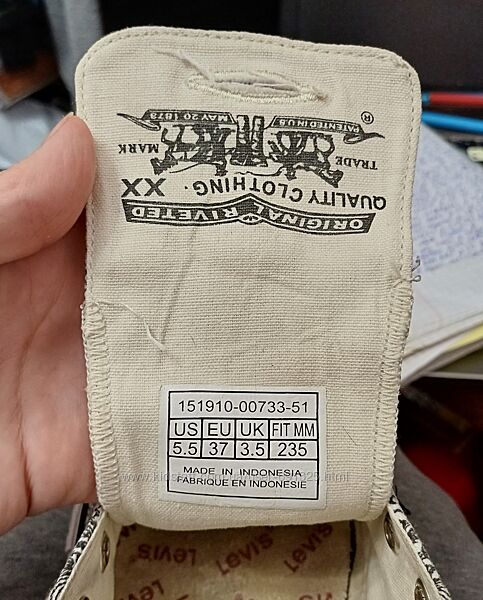 ORIGINAL RIVETED
QUALITY CLOTHING.
XX
TRADE MARK
PATENTED IN U.S.
MAY 20 1873
®
151910-00733-51
US EU UK FIT MM
5.5 37 3.5 235
MADE IN INDONESIA
FABRIQUE EN INDONESIE
Levi's
Levi's